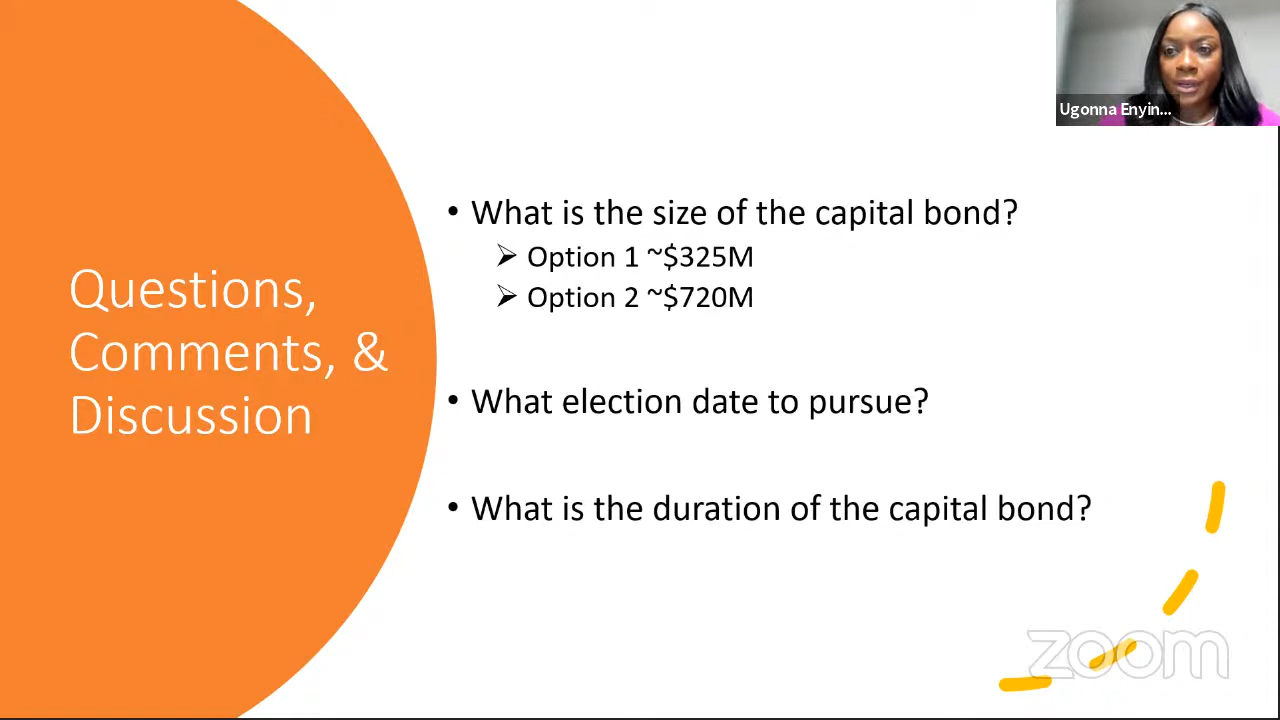 Ugonna Enyin...
Questions,
Comments, &
Discussion
• What is the size of the capital bond?
➢ Option 1 ~$325M
➢ Option 2 ~$720M
• What election date to pursue?
• What is the duration of the capital bond?
zoom